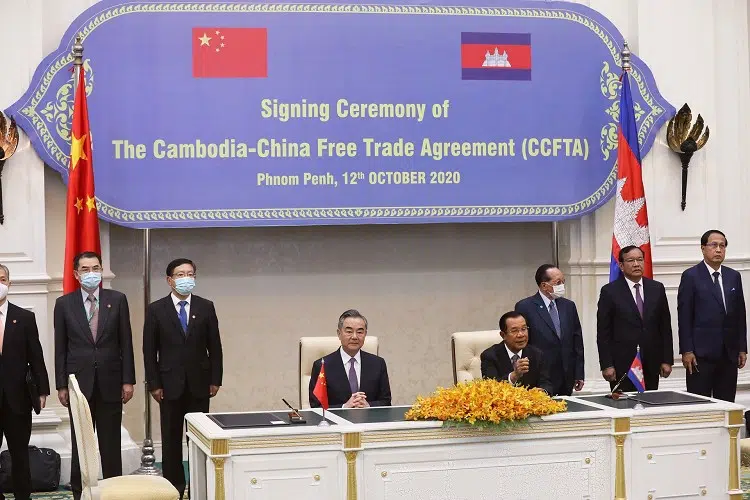 Signing Ceremony of
The Cambodia-China Free Trade Agreement (CCFTA)
Phnom Penh, 12th OCTOBER 2020